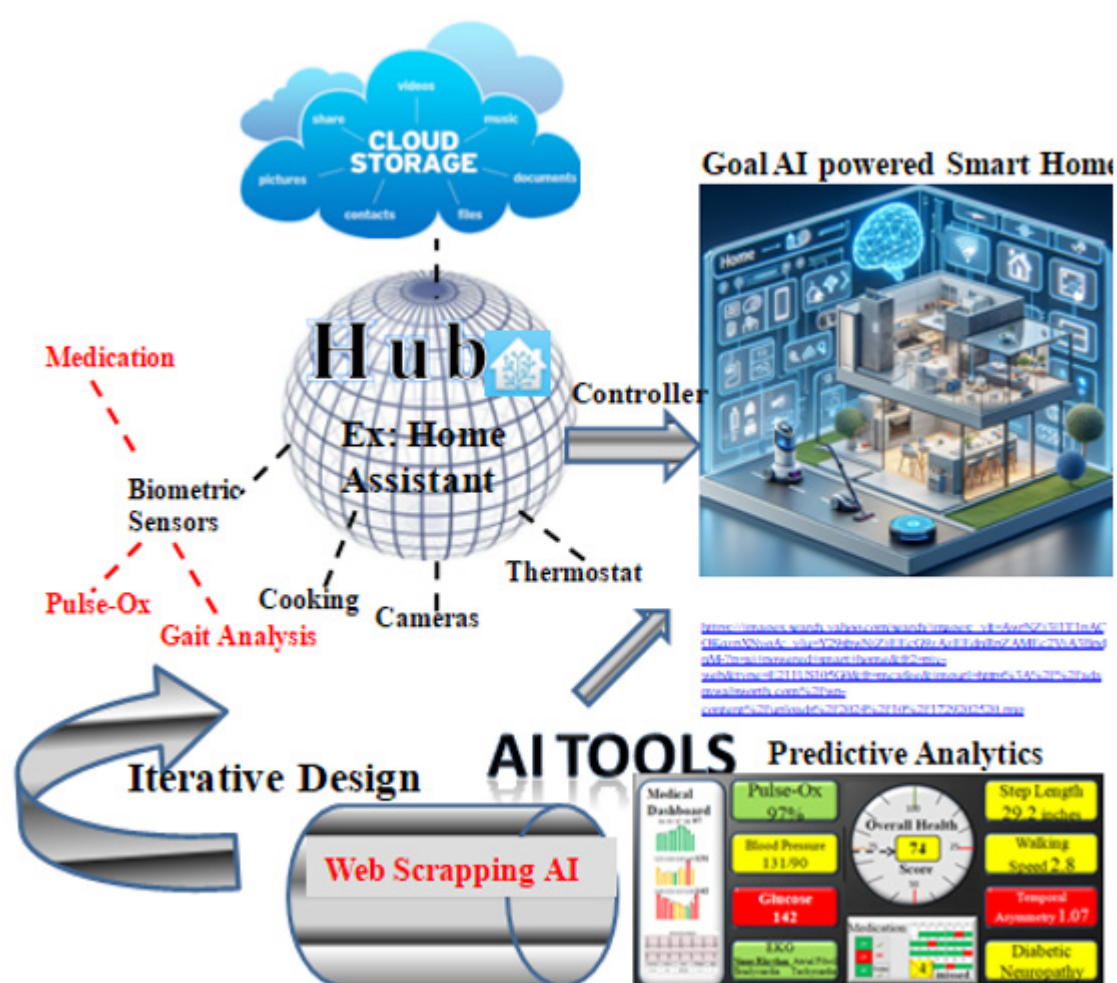 videos
share
music
CLOUD
STORAGE
pictures
documents
contacts
files
Goal AI powered Smart Home
Home
Hub
Ex: Home
Assistant
Controller
Medication
Biometric
Sensors
Pulse-Ox
Gait Analysis
Cooking
Cameras
Thermostat
Iterative Design
AI TOOLS
Web Scrapping AI
Predictive Analytics
Medical
Dashboard
Pulse-Ox
97%
Blood Pressure
131/90
Glucose
142
EKG
Overall Health
74
Score
Medication
4
missed
Step Length
29.2 inches
Walking
Speed 2.8
Temporal
Asymmetry 1.07
Diabetic
Neuropathy